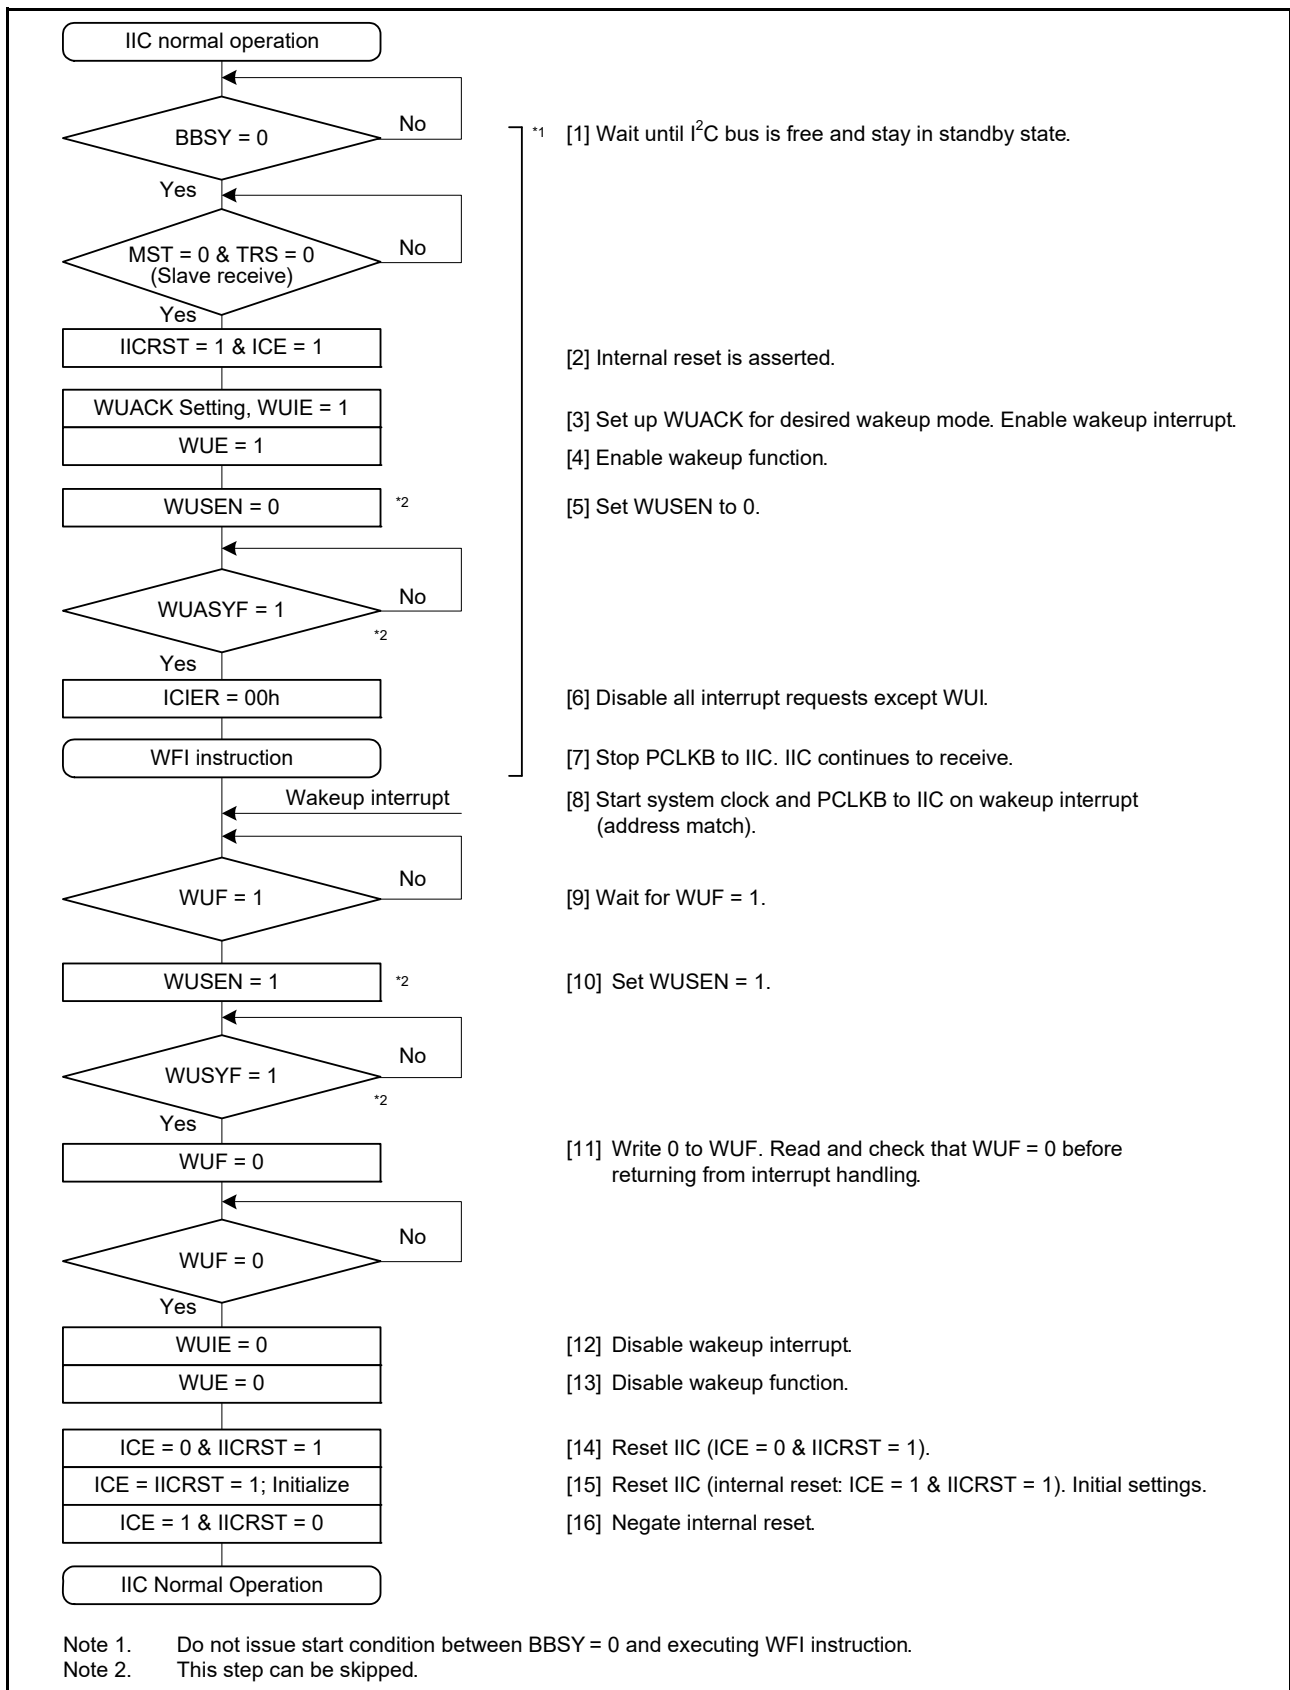 IIC normal operation
BBSY = 0
No
*1 [1] Wait until I²C bus is free and stay in standby state.
Yes
MST = 0 & TRS = 0
(Slave receive)
No
Yes
IICRST = 1 & ICE = 1
[2] Internal reset is asserted.
WUACK Setting, WUIE = 1
[3] Set up WUACK for desired wakeup mode. Enable wakeup interrupt.
WUE = 1
[4] Enable wakeup function.
WUSEN = 0 *2
[5] Set WUSEN to 0.
WUASYF = 1
No
*2
Yes
ICIER = 00h
[6] Disable all interrupt requests except WUI.
WFI instruction
[7] Stop PCLKB to IIC. IIC continues to receive.
Wakeup interrupt
[8] Start system clock and PCLKB to IIC on wakeup interrupt
(address match).
WUF = 1
No
[9] Wait for WUF = 1.
WUSEN = 1 *2
[10] Set WUSEN = 1.
WUSYF = 1
No
*2
Yes
WUF = 0
[11] Write 0 to WUF. Read and check that WUF = 0 before
returning from interrupt handling.
WUF = 0
No
Yes
WUIE = 0
[12] Disable wakeup interrupt.
WUE = 0
[13] Disable wakeup function.
ICE = 0 & IICRST = 1
[14] Reset IIC (ICE = 0 & IICRST = 1).
ICE = IICRST = 1; Initialize
[15] Reset IIC (internal reset: ICE = 1 & IICRST = 1). Initial settings.
ICE = 1 & IICRST = 0
[16] Negate internal reset.
IIC Normal Operation
Note 1. Do not issue start condition between BBSY = 0 and executing WFI instruction.
Note 2. This step can be skipped.